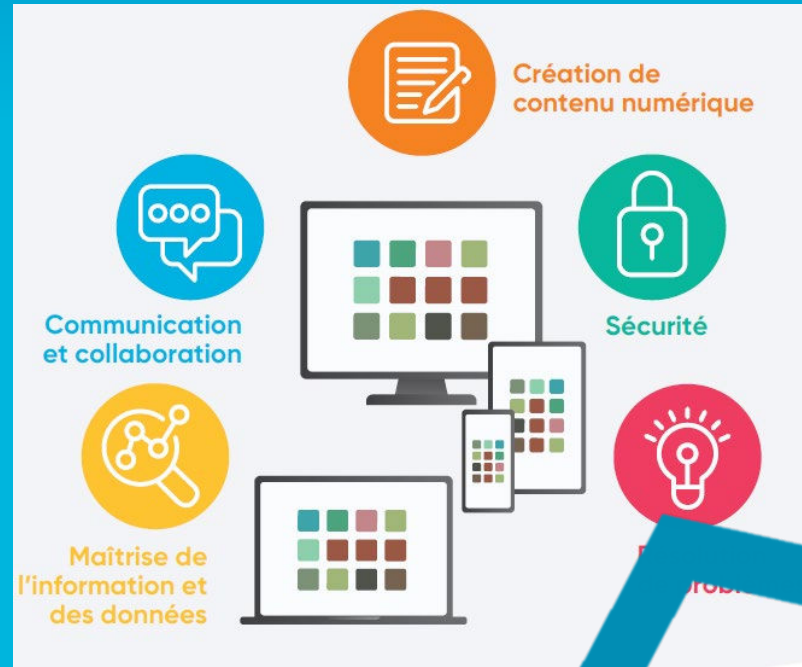 Création de
contenu numérique
Communication
et collaboration
Sécurité
Maîtrise de
l'information et
des données